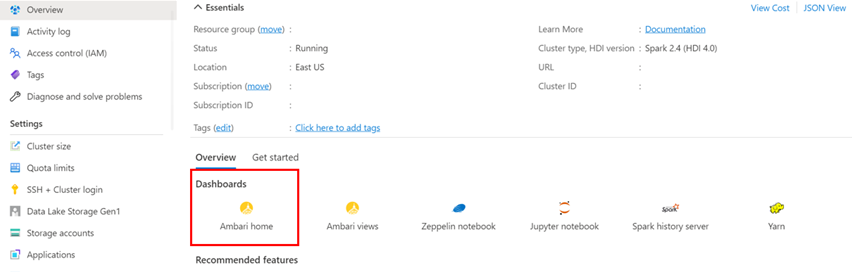 Overview
Activity log
Access control (IAM)
Tags
Diagnose and solve problems
Settings
Cluster size
Quota limits
SSH + Cluster login
Data Lake Storage Gen1
Storage accounts
Applications
Essentials
View Cost
JSON View
Resource group (move) :
Status : Running
Location : East US
Subscription (move) :
Subscription ID :
Learn More : Documentation
Cluster type, HDI version : Spark 2.4 (HDI 4.0)
URL :
Cluster ID :
Tags (edit) : Click here to add tags
Overview Get started
Dashboards
Ambari home
Ambari views
Zeppelin notebook
Jupyter notebook
Spark
Spark history server
Yarn
Recommended features